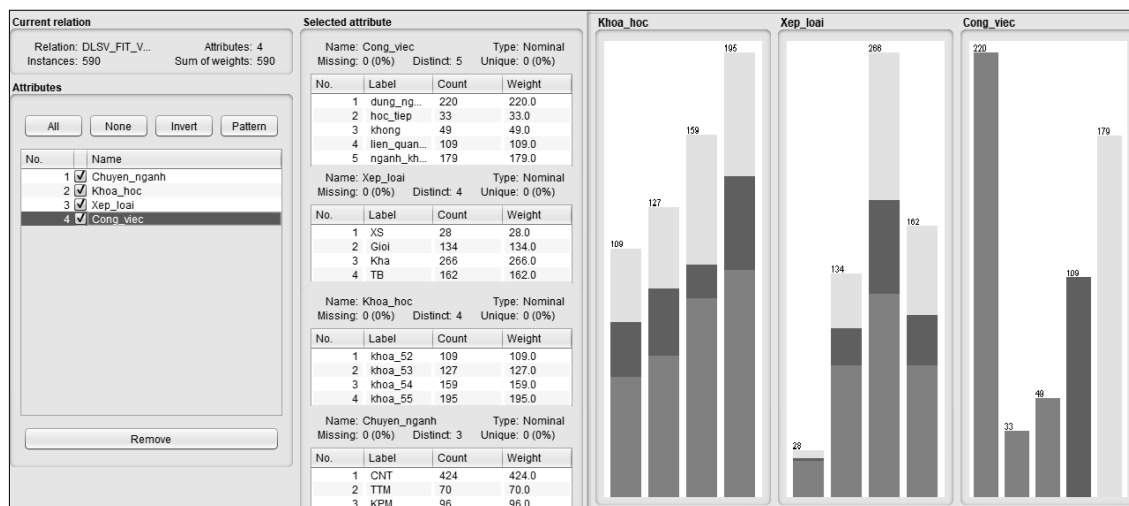 Current relation
Relation: DLSV_FIT_V... Attributes: 4
Instances: 590 Sum of weights: 590
Attributes
All None Invert Pattern
No. Name
1 Chuyen_nganh
2 Khoa_hoc
3 Xep_loai
4 Cong_viec
Remove
Selected attribute
Name: Cong_viec Type: Nominal
Missing: 0 (0%) Distinct: 5 Unique: 0 (0%)
No. Label Count Weight
1 dung_ng... 220 220.0
2 hoc_tiep 33 33.0
3 khong 49 49.0
4 lien_quan... 109 109.0
5 nganh_kh... 179 179.0
Name: Xep_loai Type: Nominal
Missing: 0 (0%) Distinct: 4 Unique: 0 (0%)
No. Label Count Weight
1 XS 28 28.0
2 Gioi 134 134.0
3 Kha 266 266.0
4 TB 162 162.0
Name: Khoa_hoc Type: Nominal
Missing: 0 (0%) Distinct: 4 Unique: 0 (0%)
No. Label Count Weight
1 khoa_52 109 109.0
2 khoa_53 127 127.0
3 khoa_54 159 159.0
4 khoa_55 195 195.0
Name: Chuyen_nganh Type: Nominal
Missing: 0 (0%) Distinct: 3 Unique: 0 (0%)
No. Label Count Weight
1 CNT 424 424.0
2 TTM 70 70.0
3 KPM 96 96.0
Khoa_hoc
109
127
159
195
Xep_loai
28
134
266
162
Cong_viec
220
33
49
109
179